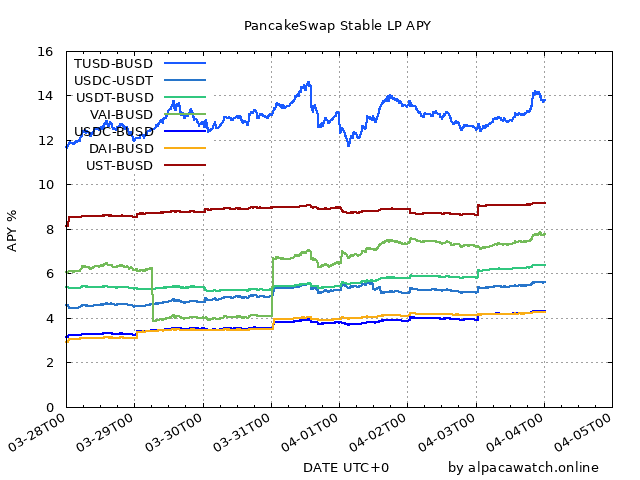 PancakeSwap Stable LP APY
16
14
12
10
8
6
4
2
0
APY %
TUSD-BUSD
USDC-USDT
USDT-BUSD
VAI-BUSD
USDC-BUSD
DAI-BUSD
UST-BUSD
03-28T00
03-29T00
03-30T00
03-31T00
04-01T00
04-02T00
04-03T00
04-04T00
04-05T00
DATE UTC+0
by alpacawatch.online